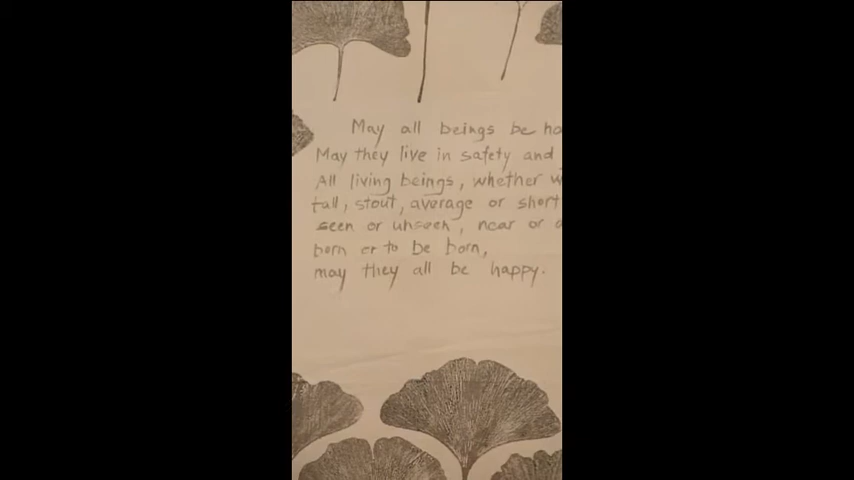 May all beings be
May they live in safety and
All living beings, whether
tall, stout, average or short
seen or unseen, near or
born or to be born,
may they all be happy.